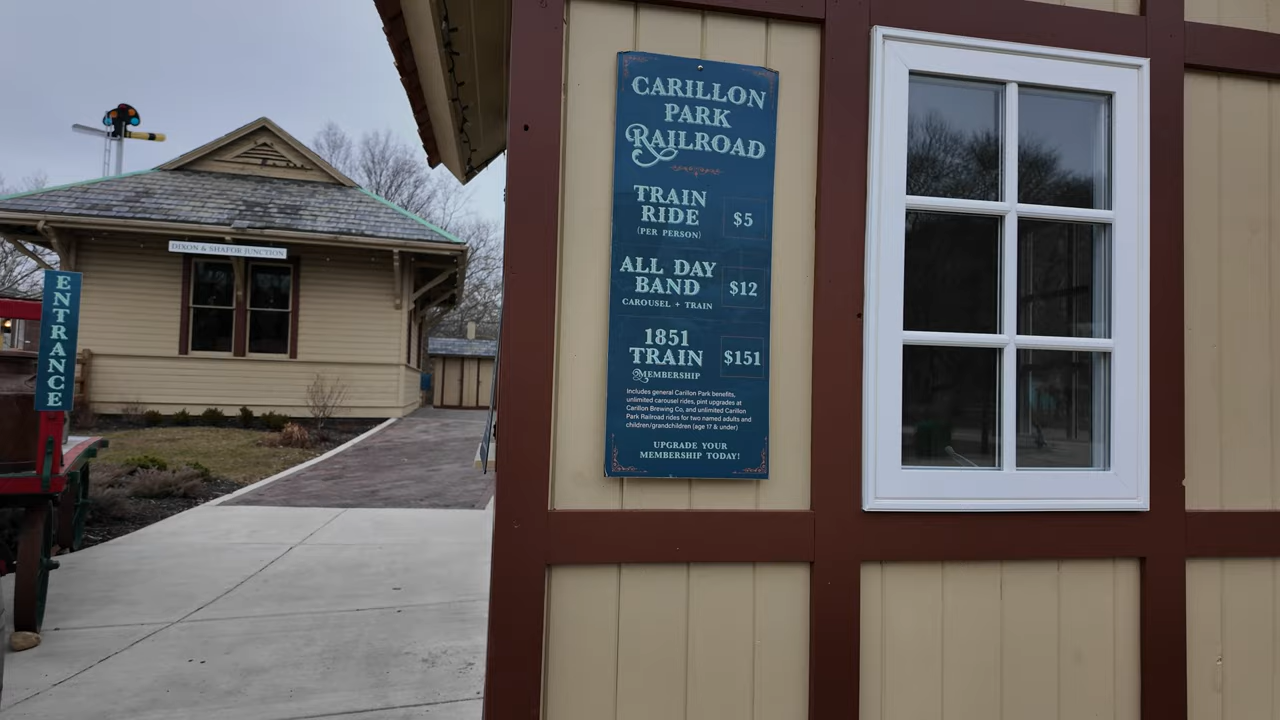 CARILLON
PARK
RAILROAD
TRAIN
RIDE
(PER PERSON)
$5
ALL DAY
BAND
CAROUSEL + TRAIN
$12
1851
TRAIN
MEMBERSHIP
$151
Includes general Carillon Park benefits,
unlimited carousel rides, pint upgrades at
Carillon Brewing Co, and unlimited Carillon
Park Railroad rides for two named adults and
children/grandchildren (age 17 & under)
UPGRADE YOUR
MEMBERSHIP TODAY!
DIXON & SHAFOR JUNCTION
ENTRANCE